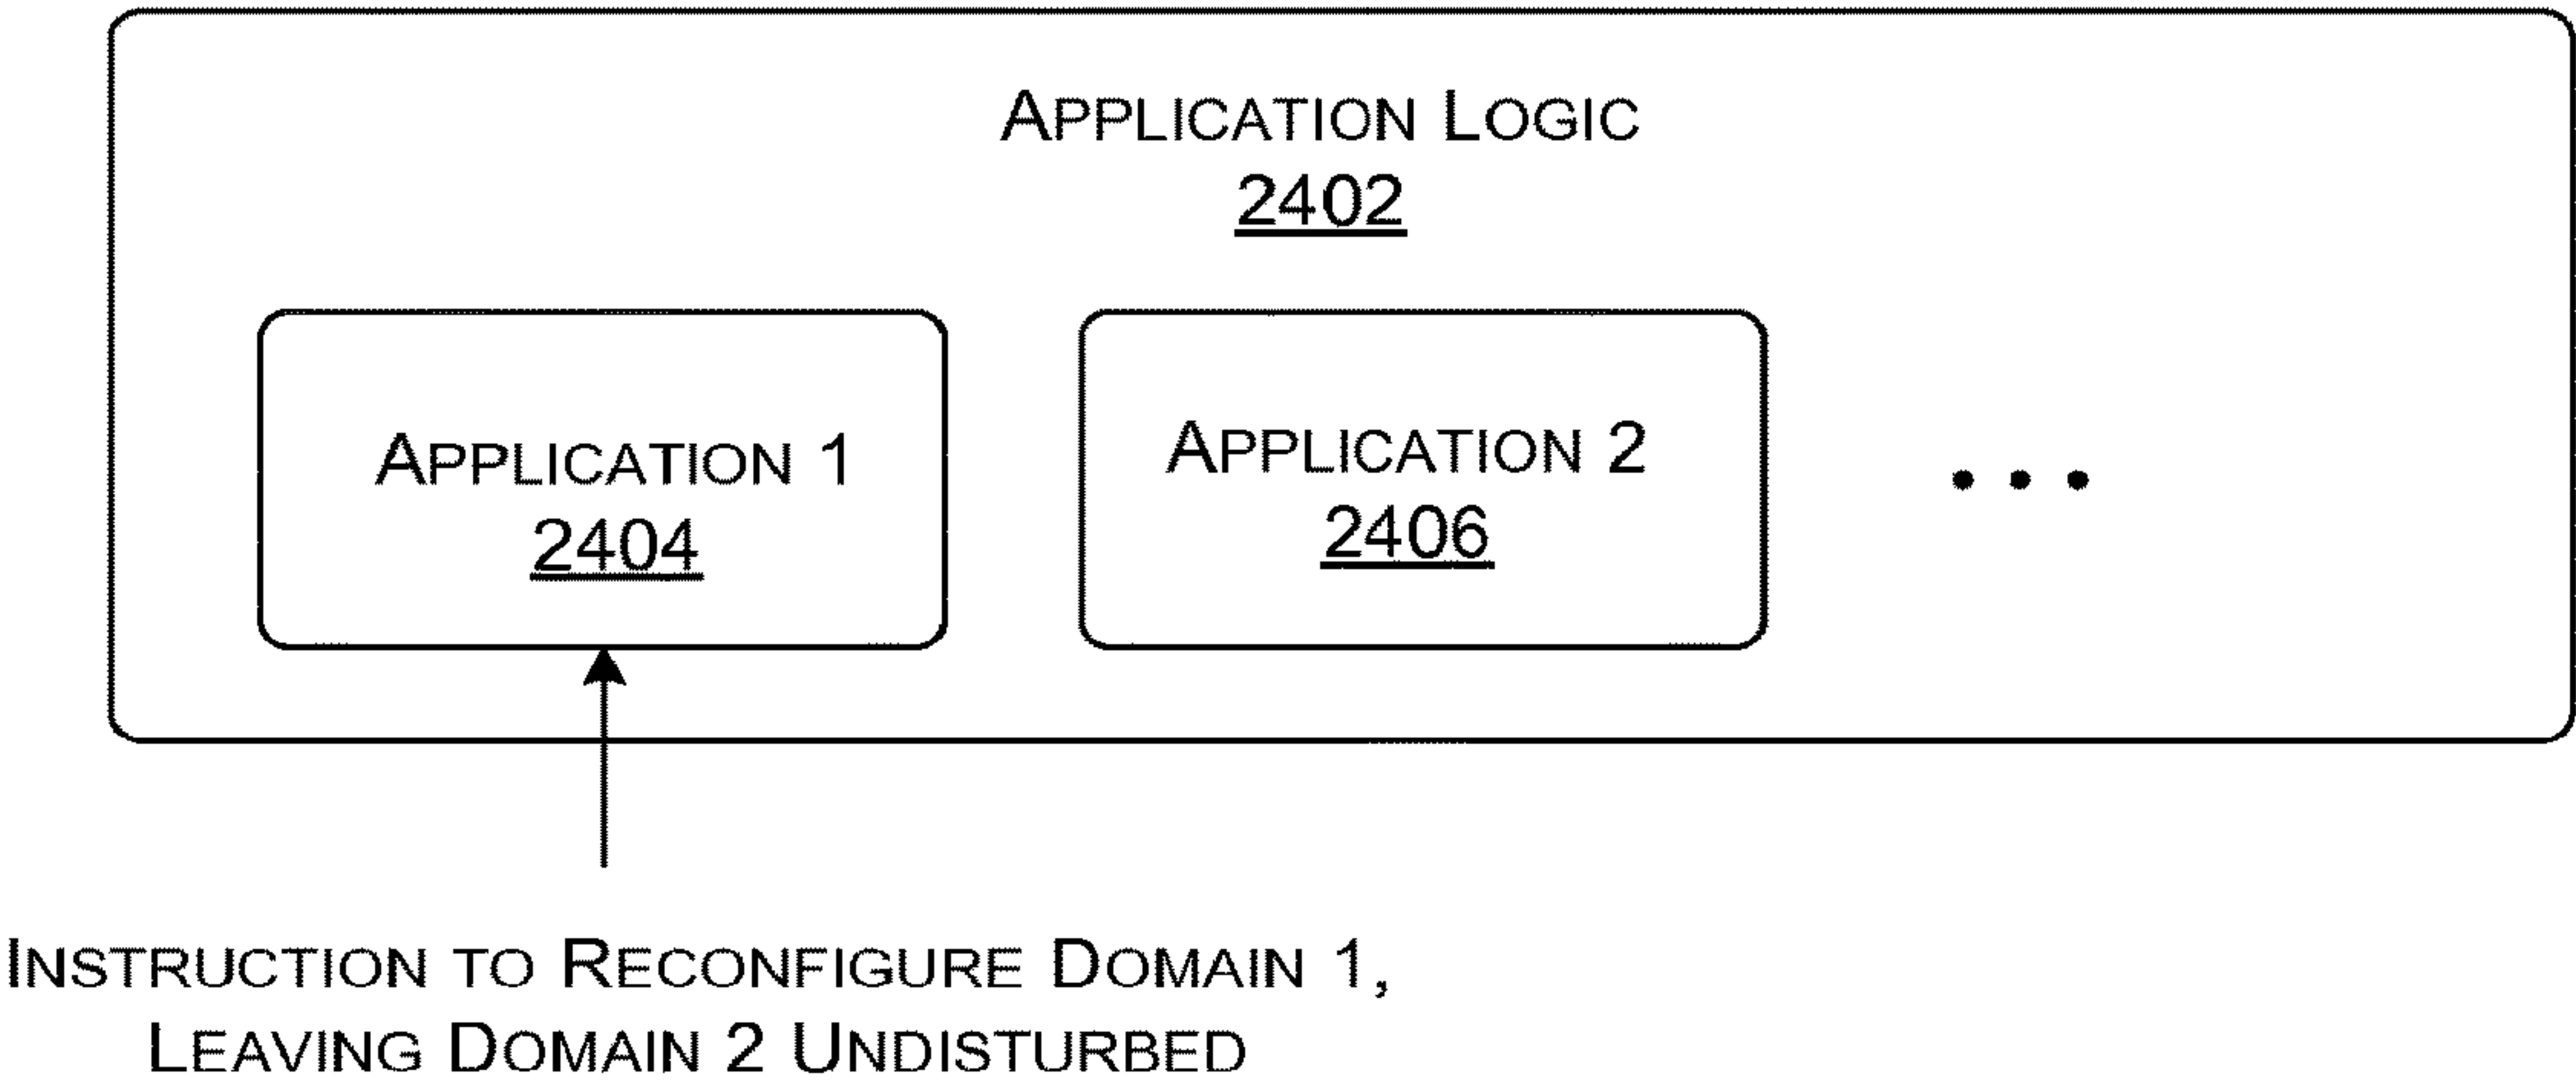 APPLICATION LOGIC
2402
APPLICATION 1
2404
APPLICATION 2
2406
INSTRUCTION TO RECONFIGURE DOMAIN 1,
LEAVING DOMAIN 2 UNDISTURBED